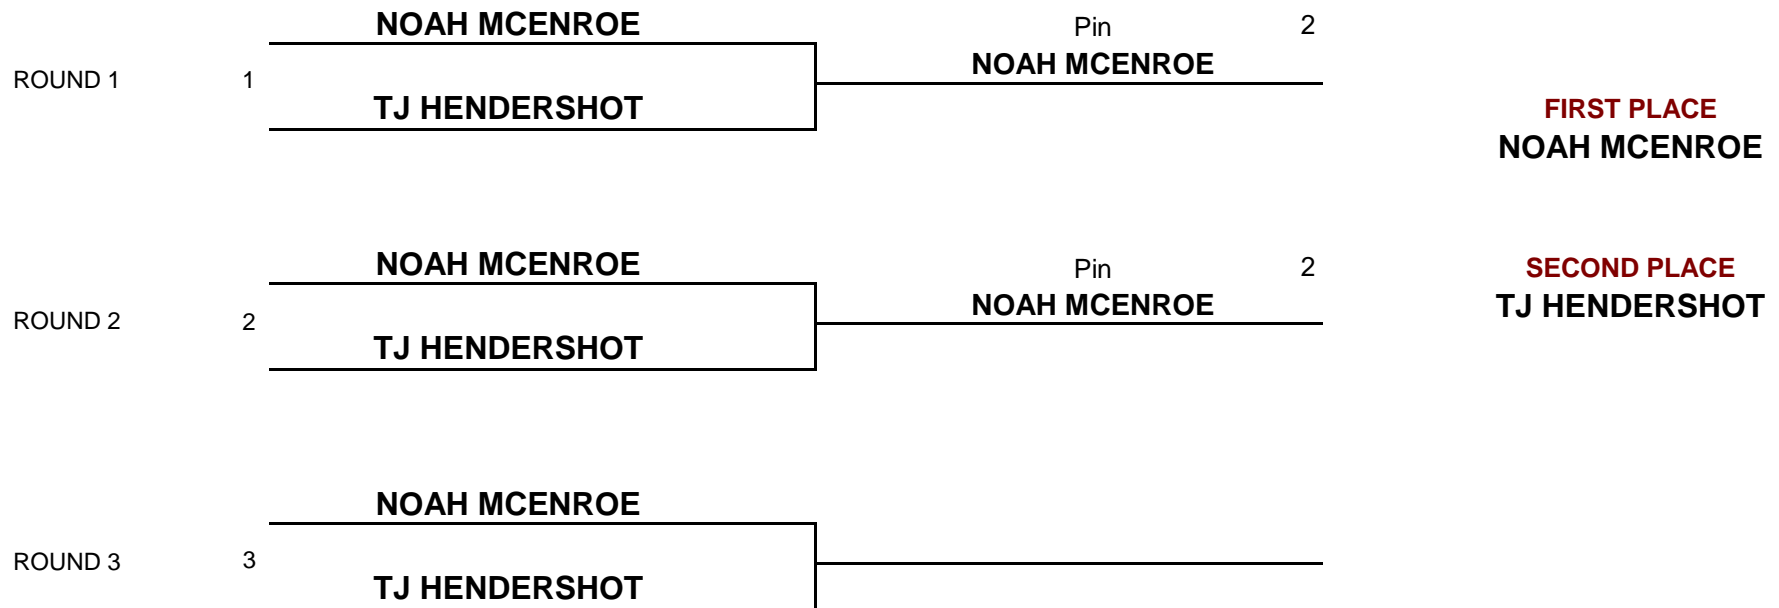 NOAH MCENROE
Pin 2
NOAH MCENROE
ROUND 1 1
TJ HENDERSHOT
FIRST PLACE
NOAH MCENROE
NOAH MCENROE
Pin 2
SECOND PLACE
NOAH MCENROE
TJ HENDERSHOT
ROUND 2 2
TJ HENDERSHOT
NOAH MCENROE
ROUND 3 3
TJ HENDERSHOT